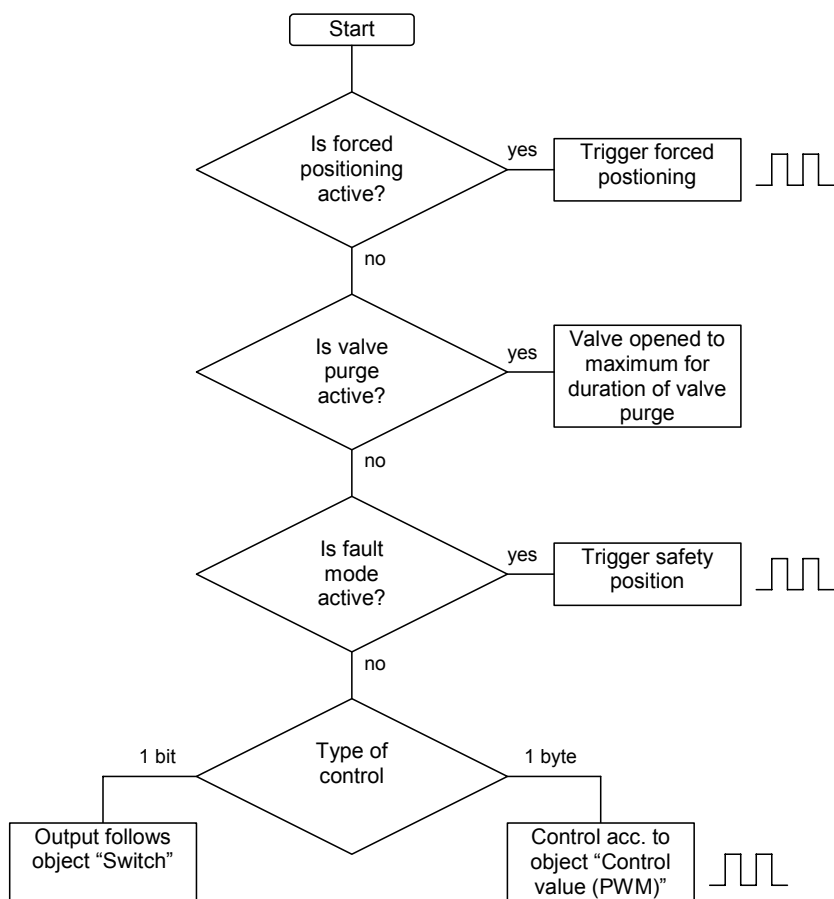 Start
Is forced
positioning
active?
yes
Trigger forced
postioning
no
Is valve
purge
active?
yes
Valve opened to
maximum for
duration of valve
purge
no
Is fault
mode
active?
yes
Trigger safety
position
no
Type of
control
1 bit
1 byte
Output follows
object “Switch”
Control acc. to
object “Control
value (PWM)”